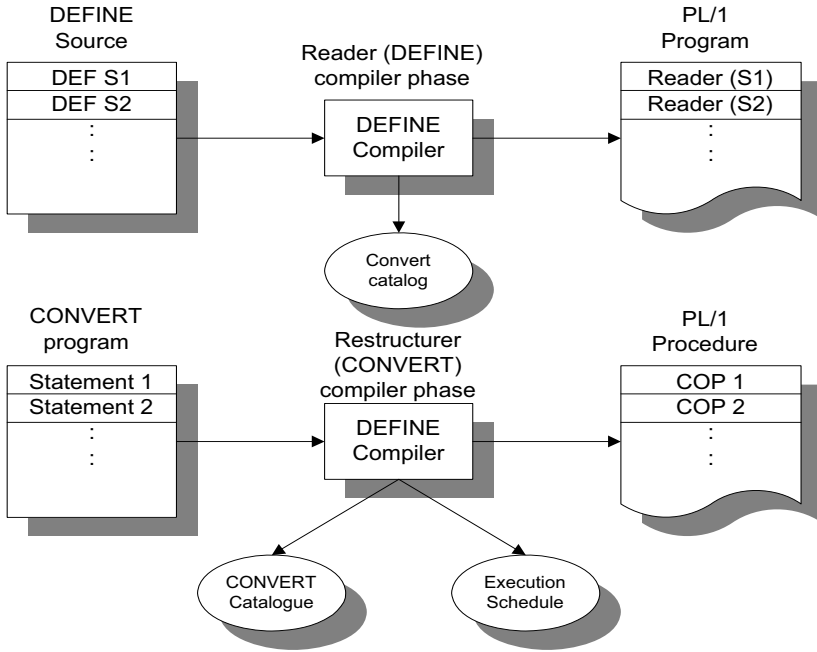 DEFINE
Source
DEF S1
DEF S2
:
:
Reader (DEFINE)
compiler phase
DEFINE
Compiler
PL/1
Program
Reader (S1)
Reader (S2)
:
:
Convert
catalog
CONVERT
program
Statement 1
Statement 2
:
:
Restructurer
(CONVERT)
compiler phase
DEFINE
Compiler
PL/1
Procedure
COP 1
COP 2
:
:
CONVERT
Catalogue
Execution
Schedule